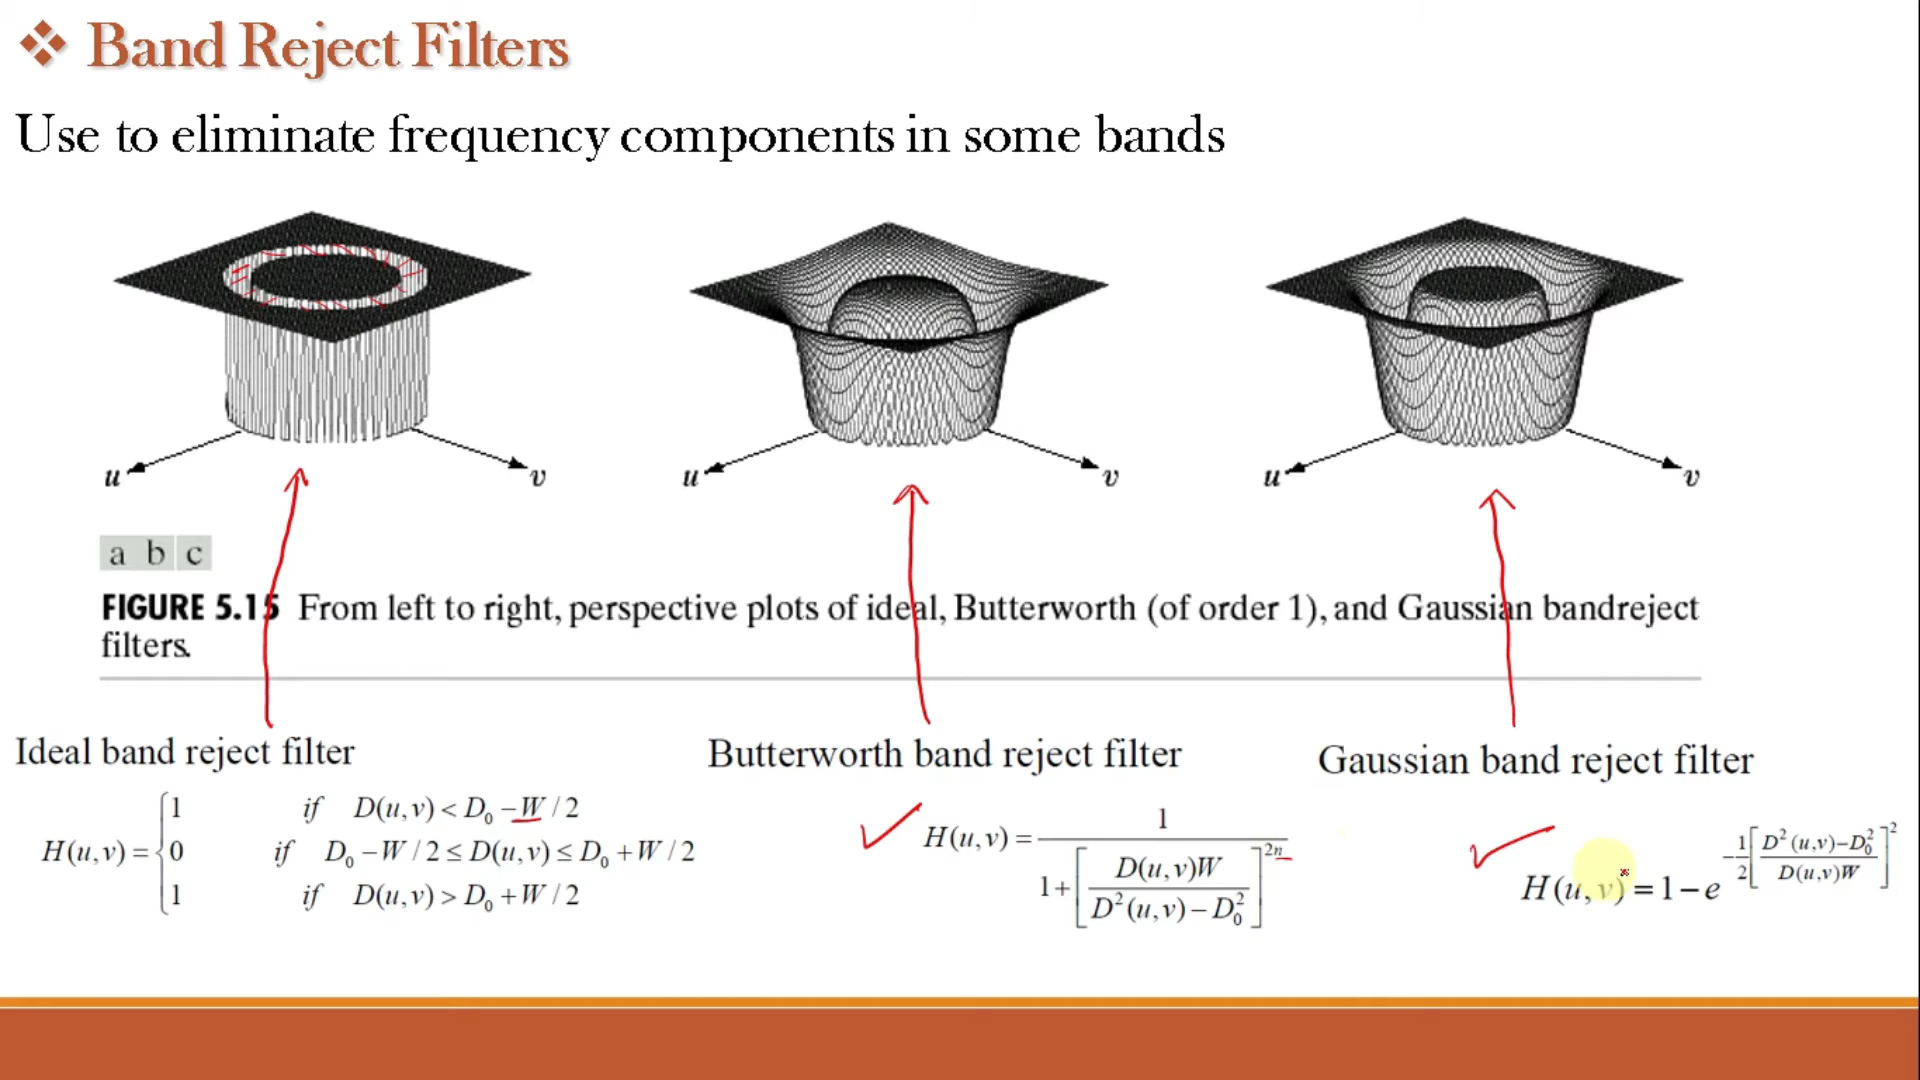 ❖ Band Reject Filters
Use to eliminate frequency components in some bands
u v
u v
u v
a b c
FIGURE 5.15 From left to right, perspective plots of ideal, Butterworth (of order 1), and Gaussian bandreject
filters.
Ideal band reject filter
H(u,v) = {1 if D(u,v) < D₀ − W / 2
0 if D₀ − W / 2 ≤ D(u,v) ≤ D₀ + W / 2
1 if D(u,v) > D₀ + W / 2
Butterworth band reject filter
H(u,v) = 1 / (1 + [D(u,v)W / (D²(u,v) − D₀²)]²ⁿ)
Gaussian band reject filter
H(u,v) = 1 − e^(−1/2 [(D²(u,v) − D₀²) / (D(u,v)W)]²)